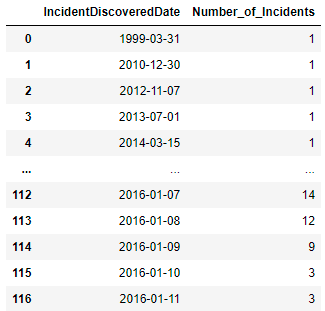 IncidentDiscoveredDate Number_of_Incidents
0 1999-03-31 1
1 2010-12-30 1
2 2012-11-07 1
3 2013-07-01 1
4 2014-03-15 1
... ... ...
112 2016-01-07 14
113 2016-01-08 12
114 2016-01-09 9
115 2016-01-10 3
116 2016-01-11 3